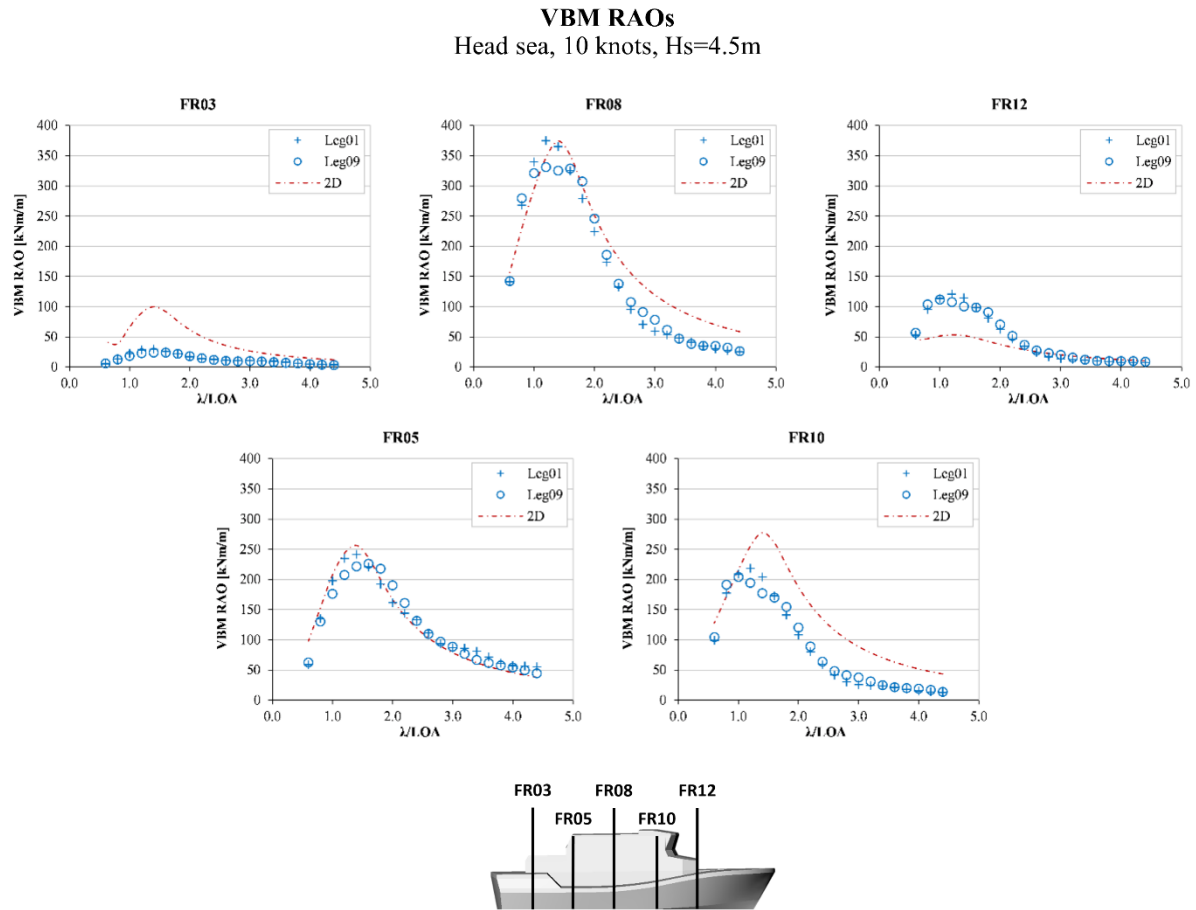 VBM RAOs
Head sea, 10 knots, Hs=4.5m
FR03
VBM RAO [kNm/m]
400
350
300
250
200
150
100
50
0
0.0 1.0 2.0 3.0 4.0 5.0
λ/LOA
Leg01
Leg09
2D
FR08
VBM RAO [kNm/m]
400
350
300
250
200
150
100
50
0
0.0 1.0 2.0 3.0 4.0 5.0
λ/LOA
Leg01
Leg09
2D
FR12
VBM RAO [kNm/m]
400
350
300
250
200
150
100
50
0
0.0 1.0 2.0 3.0 4.0 5.0
λ/LOA
Leg01
Leg09
2D
FR05
VBM RAO [kNm/m]
400
350
300
250
200
150
100
50
0
0.0 1.0 2.0 3.0 4.0 5.0
λ/LOA
Leg01
Leg09
2D
FR10
VBM RAO [kNm/m]
400
350
300
250
200
150
100
50
0
0.0 1.0 2.0 3.0 4.0 5.0
λ/LOA
Leg01
Leg09
2D
FR03 FR08 FR12
FR05 FR10